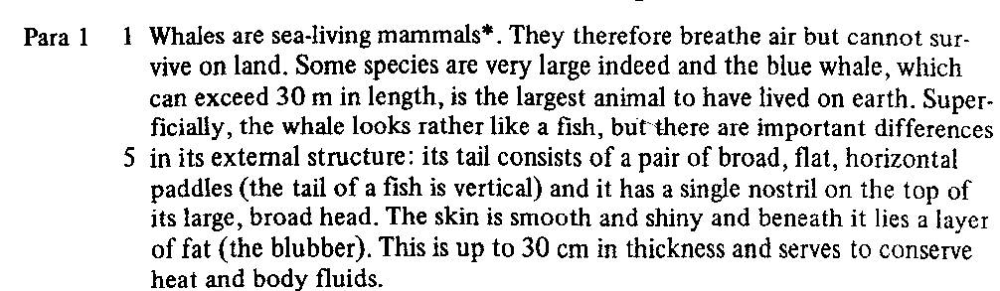 Para 1 1 Whales are sea-living mammals*. They therefore breathe air but cannot sur-
vive on land. Some species are very large indeed and the blue whale, which
can exceed 30 m in length, is the largest animal to have lived on earth. Super-
ficially, the whale looks rather like a fish, but there are important differences
5 in its external structure: its tail consists of a pair of broad, flat, horizontal
paddles (the tail of a fish is vertical) and it has a single nostril on the top of
its large, broad head. The skin is smooth and shiny and beneath it lies a layer
of fat (the blubber). This is up to 30 cm in thickness and serves to conserve
heat and body fluids.